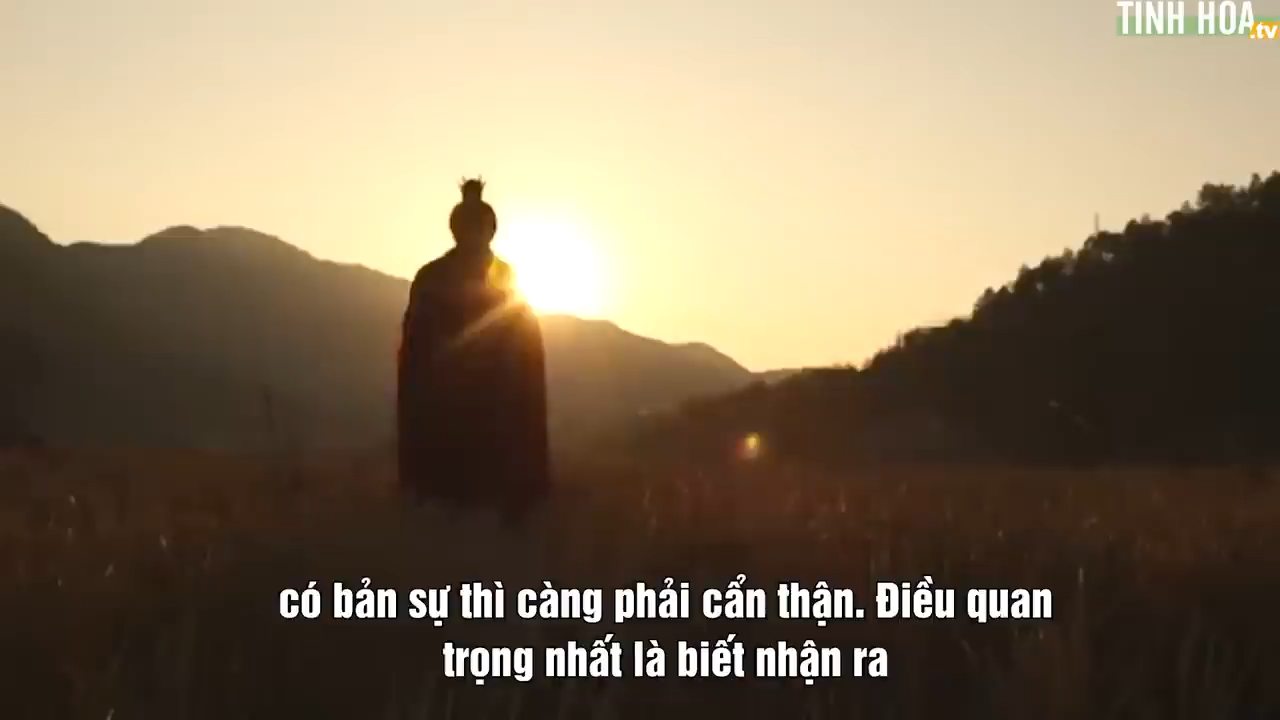 TINH HOA
.tv
có bản sự thì càng phải cẩn thận. Điều quan
trọng nhất là biết nhận ra